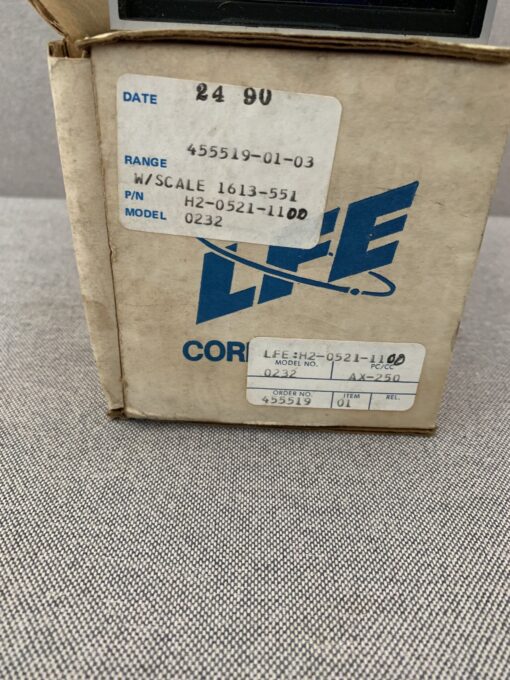 DATE 24 90
RANGE 455519-01-03
W/SCALE 1613-551
P/N H2-0521-1100
MODEL 0232
LFE
COR
LFE:H2-0521-1100
MODEL NO. PC/CC
0232 AX-250
ORDER NO. ITEM REL.
455519 01